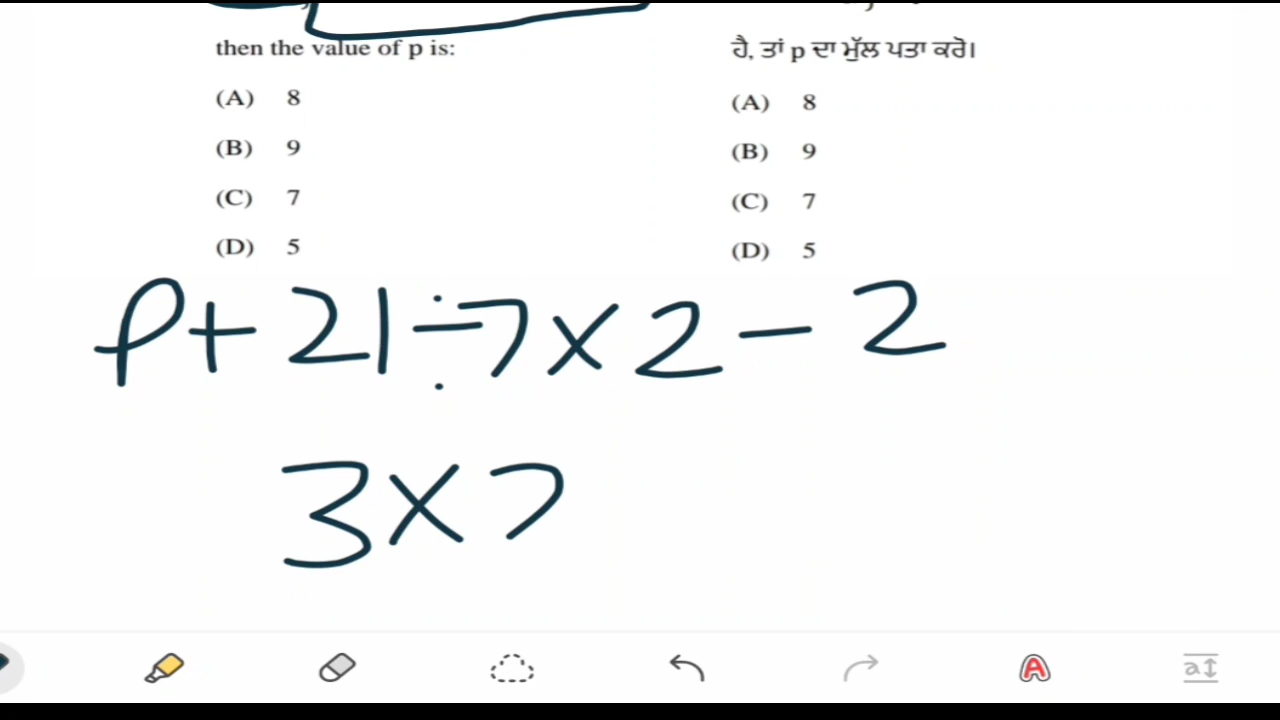 then the value of p is:
(A) 8
(B) 9
(C) 7
(D) 5
ਹੈ, ਤਾਂ p ਦਾ ਮੁੱਲ ਪਤਾ ਕਰੋ।
(A) 8
(B) 9
(C) 7
(D) 5
P + 21 ÷ 7 × 2 - 2
3 ×
A
a